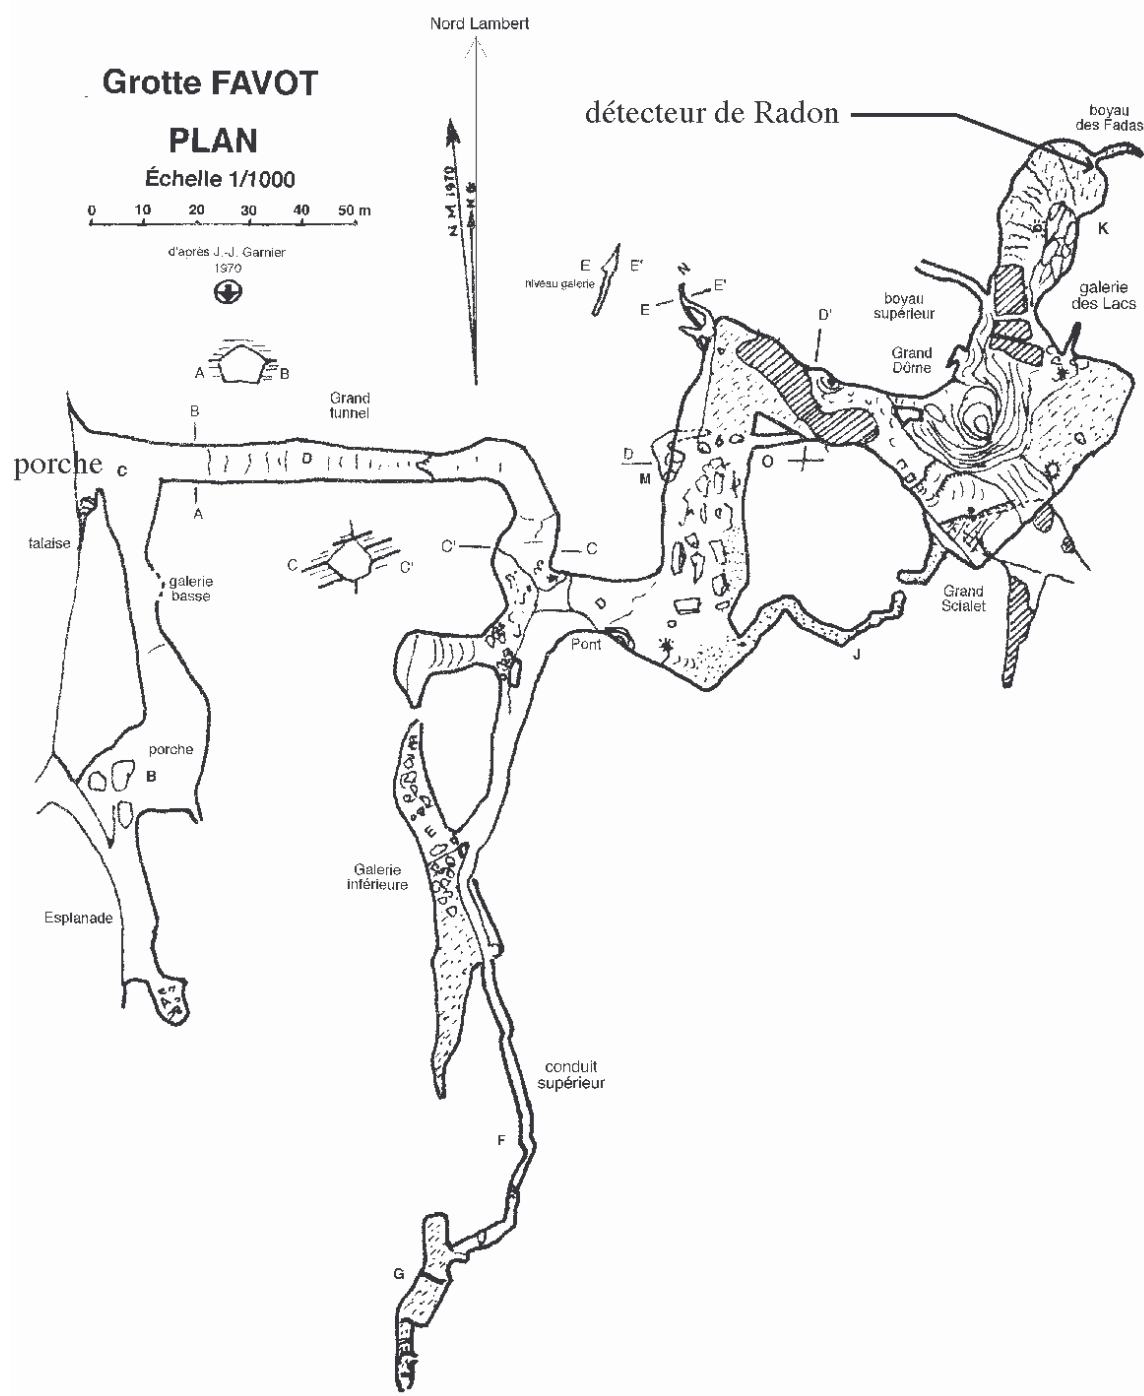 Nord Lambert
Grotte FAVOT
PLAN
Échelle 1/1000
0 10 20 30 40 50 m
d'après J.-J. Garnier
1970
N M 1970
détecteur de Radon
boyau
des Fadas
K
galerie
des Lacs
boyau
supérieur
Grand
Dôme
E E'
niveau galerie
N
E E'
D'
A B
Grand
tunnel
B
porche C
D
A
D
M
O
falaise
C C'
C' C
galerie
basse
D
Grand
Scialet
Pont
J
porche
B
E
Galerie
inférieure
Esplanade
A
conduit
supérieur
F
G